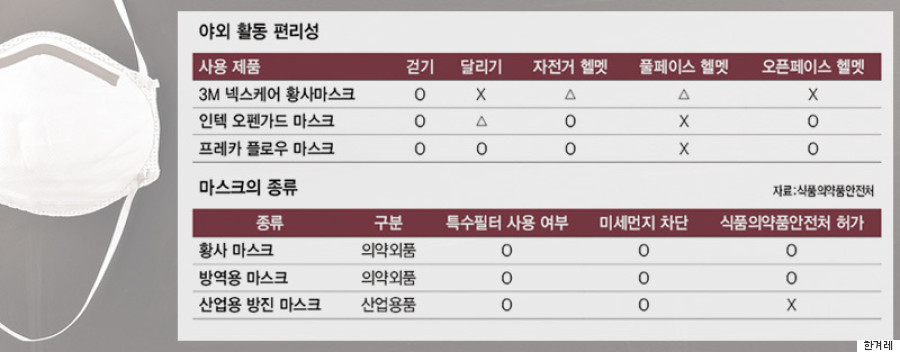 야외 활동 편리성
사용 제품 걷기 달리기 자전거 헬멧 풀페이스 헬멧 오픈페이스 헬멧
3M 넥스케어 황사마스크 O X △ △ X
인텍 오펜가드 마스크 O △ O X O
프레카 플로우 마스크 O O O X O
마스크의 종류
자료:식품의약품안전처
종류 구분 특수필터 사용 여부 미세먼지 차단 식품의약품안전처 허가
황사 마스크 의약외품 O O O
방역용 마스크 의약외품 O O O
산업용 방진 마스크 산업용품 O O X
한겨레